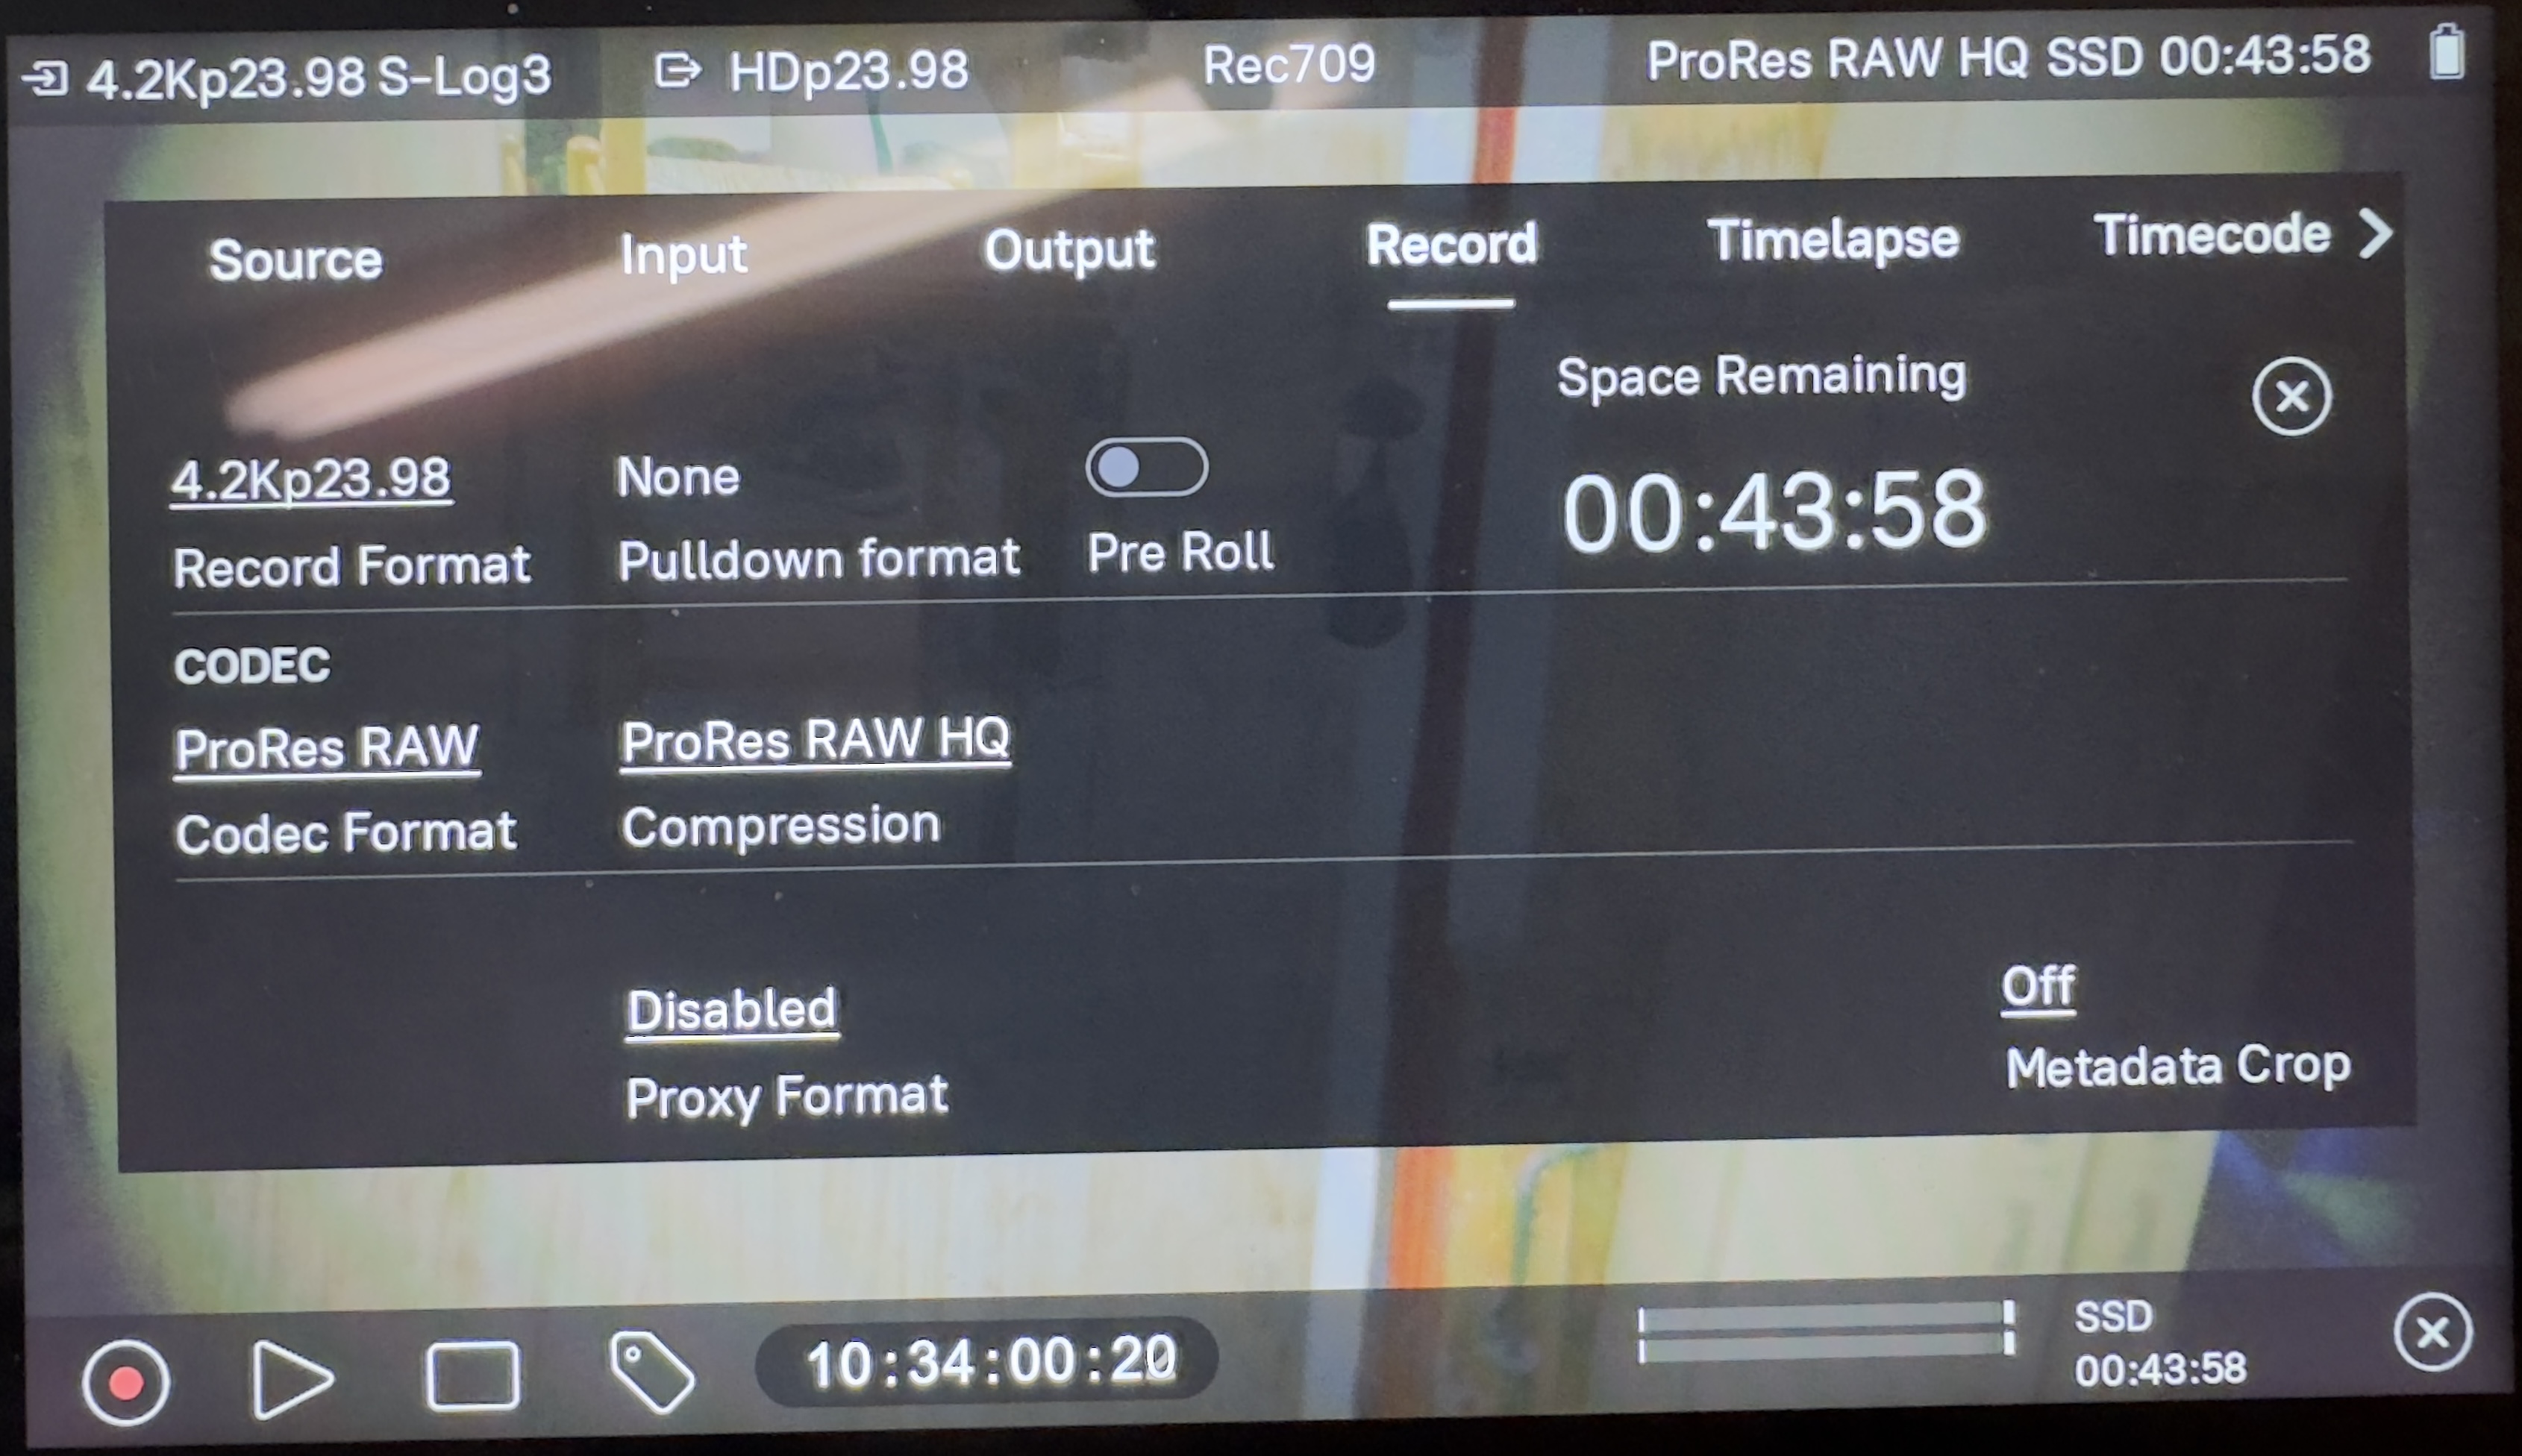 4.2Kp23.98 S-Log3 HDp23.98 Rec709 ProRes RAW HQ SSD 00:43:58
Source Input Output Record Timelapse Timecode
Space Remaining
4.2Kp23.98 None 00:43:58
Record Format Pulldown format Pre Roll
CODEC
ProRes RAW ProRes RAW HQ
Codec Format Compression
Disabled Off
Proxy Format Metadata Crop
10:34:00:20 SSD
00:43:58